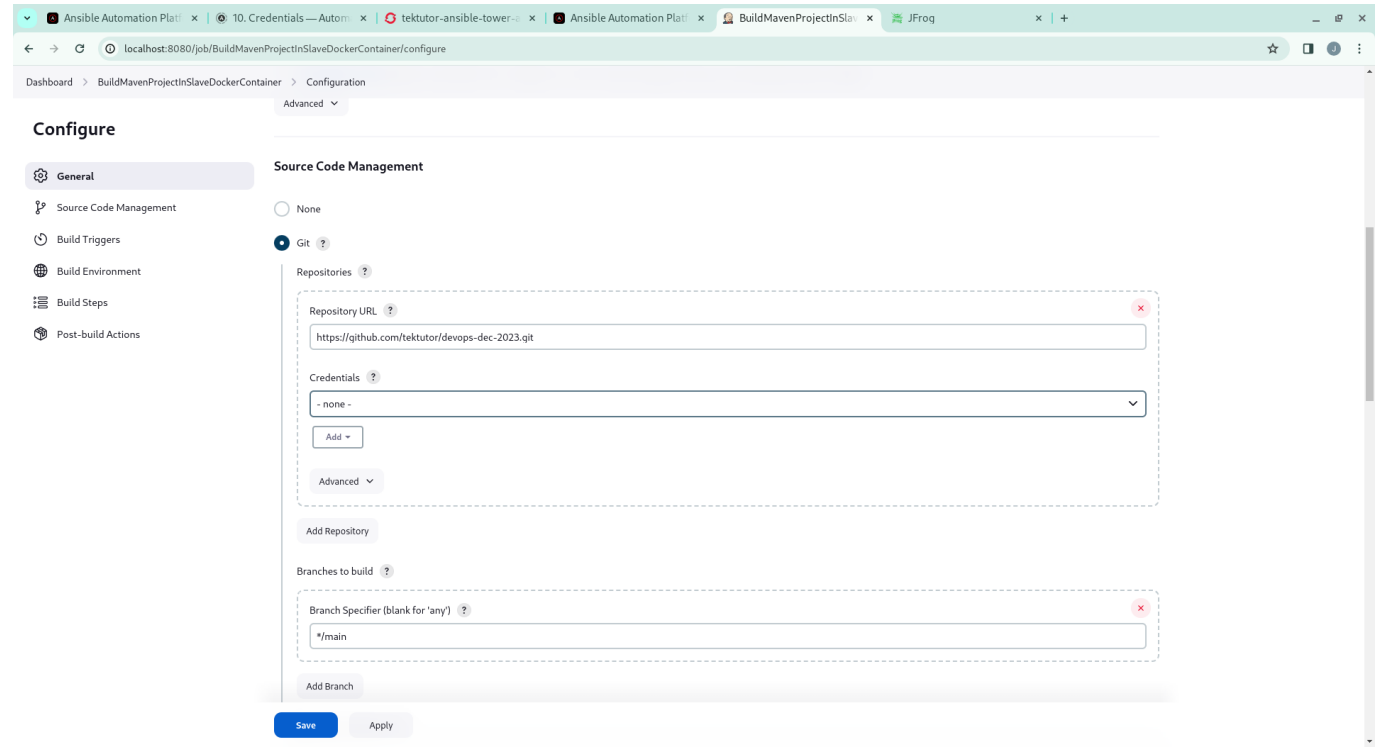 Ansible Automation Platf
10. Credentials — Autom
tektutor-ansible-tower-a
Ansible Automation Platf
BuildMavenProjectInSlav
JFrog
localhost:8080/job/BuildMavenProjectInSlaveDockerContainer/configure
J
Dashboard > BuildMavenProjectInSlaveDockerContainer > Configuration
Advanced
Configure
General
Source Code Management
Build Triggers
Build Environment
Build Steps
Post-build Actions
Source Code Management
None
Git ?
Repositories ?
Repository URL ?
https://github.com/tektutor/devops-dec-2023.git
Credentials ?
- none -
Add
Advanced
Add Repository
Branches to build ?
Branch Specifier (blank for 'any') ?
*/main
Add Branch
Save
Apply